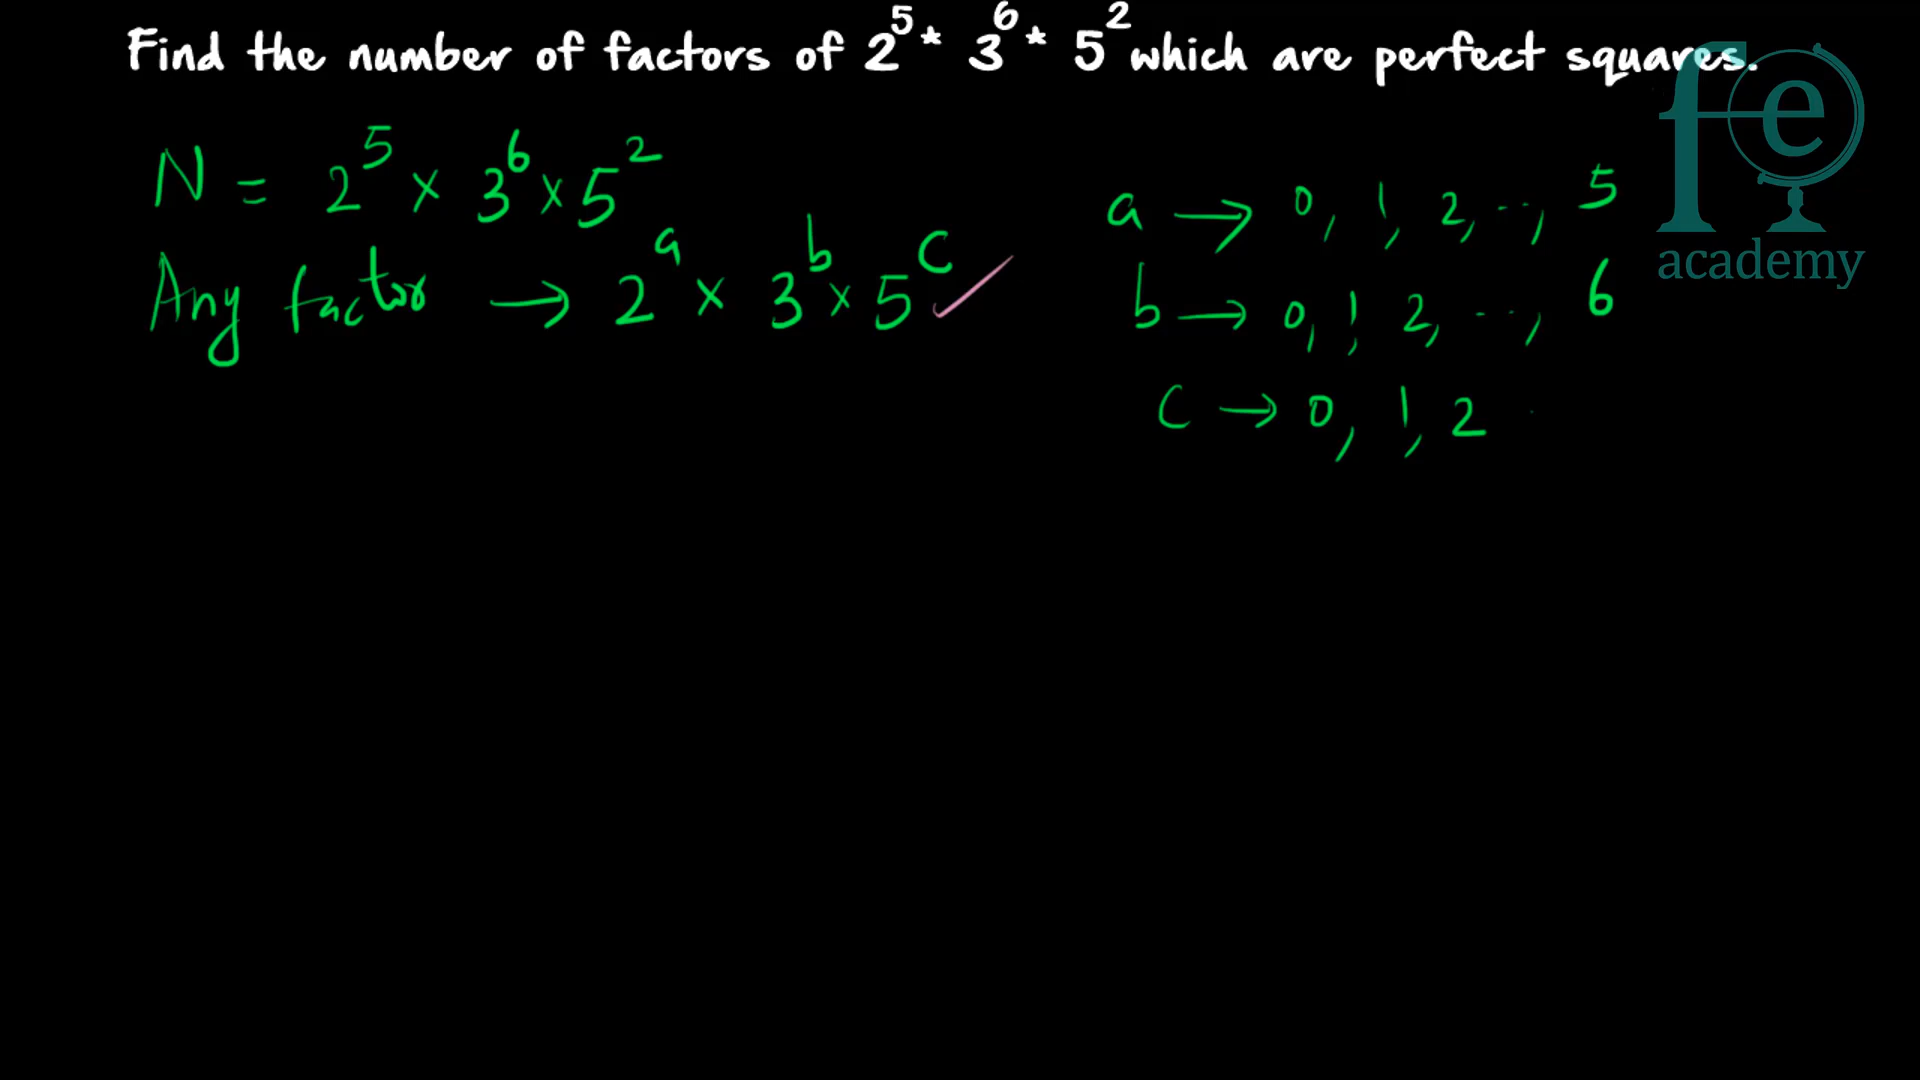 Find the number of factors of 2^5 * 3^6 * 5^2 which are perfect squares.
fe
academy
N = 2^5 × 3^6 × 5^2
Any factor → 2^a × 3^b × 5^c ✓
a → 0, 1, 2, .., 5
b → 0, 1, 2, .., 6
c → 0, 1, 2